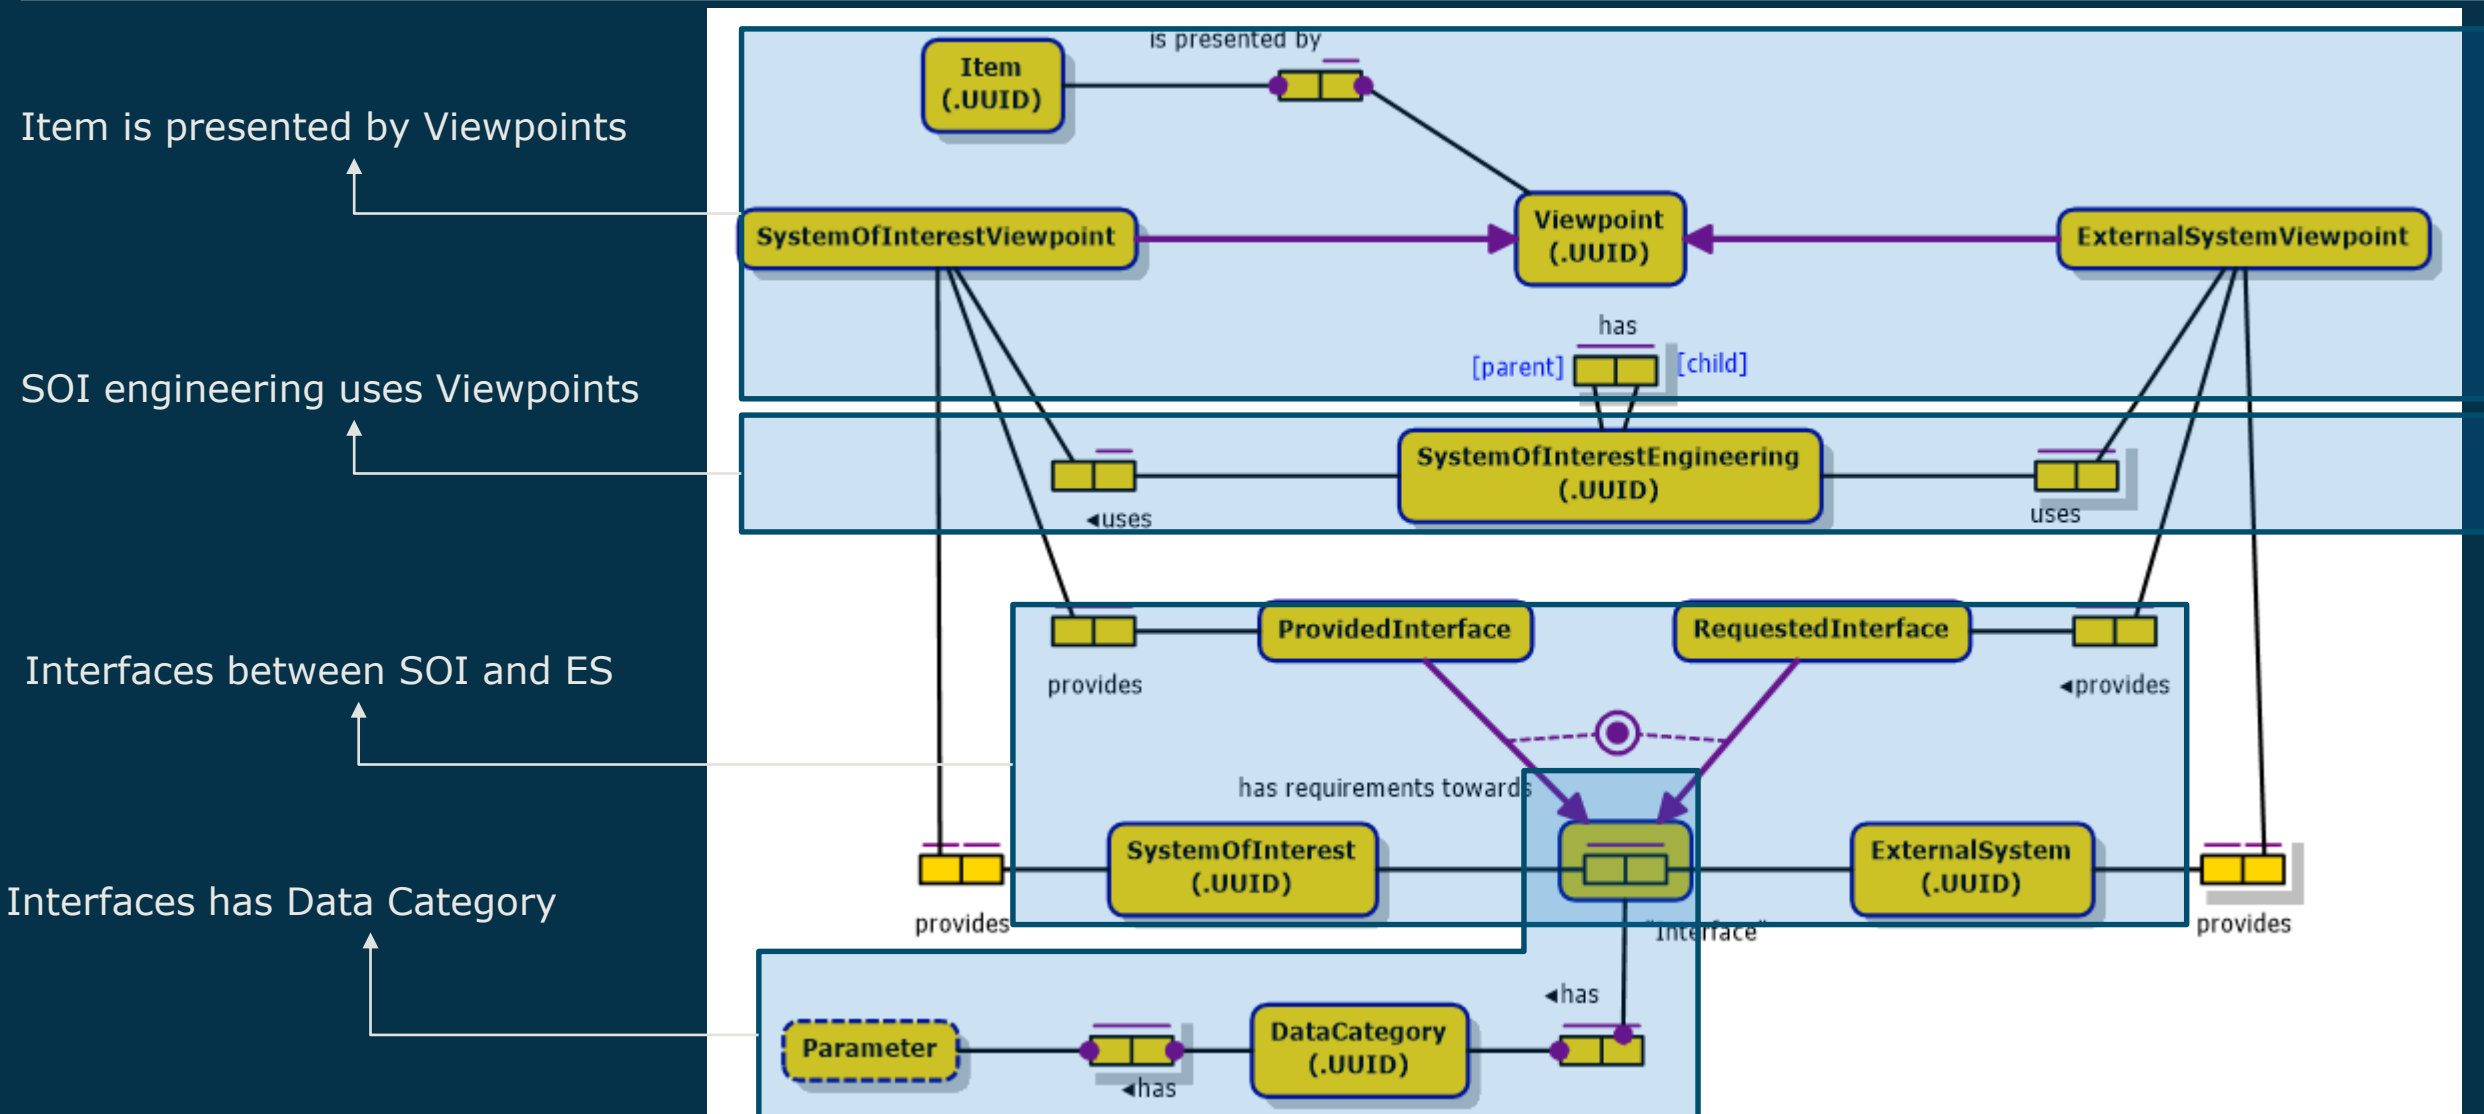 is presented by
Item
(.UUID)
Item is presented by Viewpoints
SystemOfInterestViewpoint
Viewpoint
(.UUID)
ExternalSystemViewpoint
has
[parent]
[child]
SOI engineering uses Viewpoints
SystemOfInterestEngineering
(.UUID)
◄uses
uses
Interfaces between SOI and ES
ProvidedInterface
RequestedInterface
provides
◄provides
has requirements towards
SystemOfInterest
(.UUID)
ExternalSystem
(.UUID)
Interfaces has Data Category
provides
"Interface"
provides
◄has
Parameter
DataCategory
(.UUID)
◄has